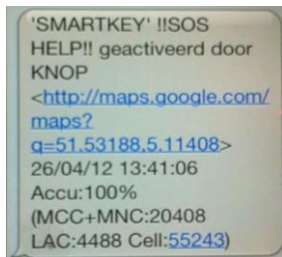 'SMARTKEY' !!SOS
HELP!! geactiveerd door
KNOP
<http://maps.google.com/
maps?
q=51.53188,5.11408>
26/04/12 13:41:06
Accu:100%
(MCC+MNC:20408
LAC:4488 Cell:55243)